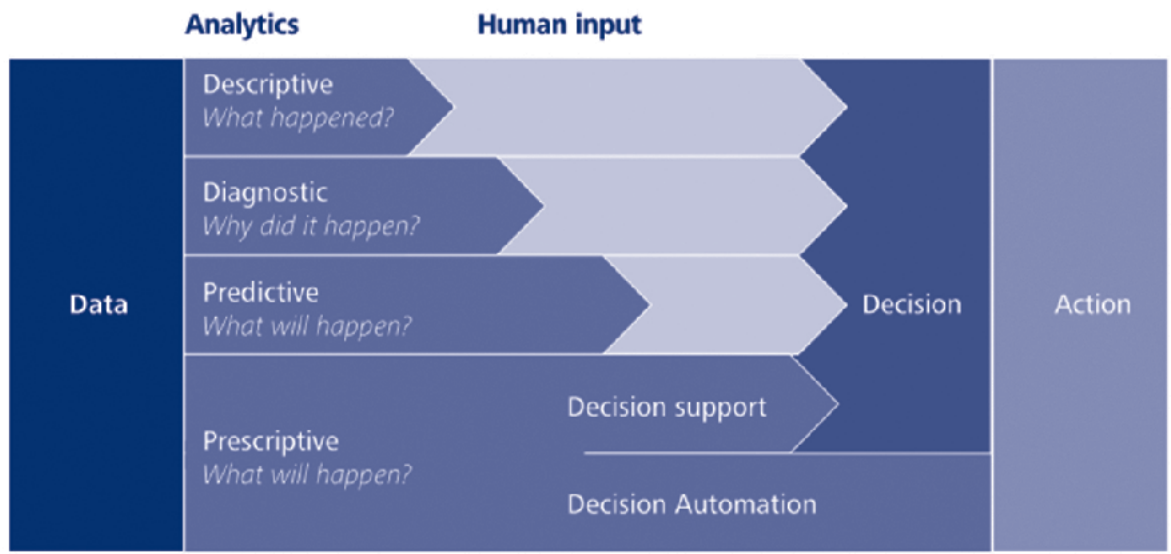 Analytics
Human input
Data
Descriptive
What happened?
Diagnostic
Why did it happen?
Predictive
What will happen?
Prescriptive
What will happen?
Decision support
Decision Automation
Decision
Action